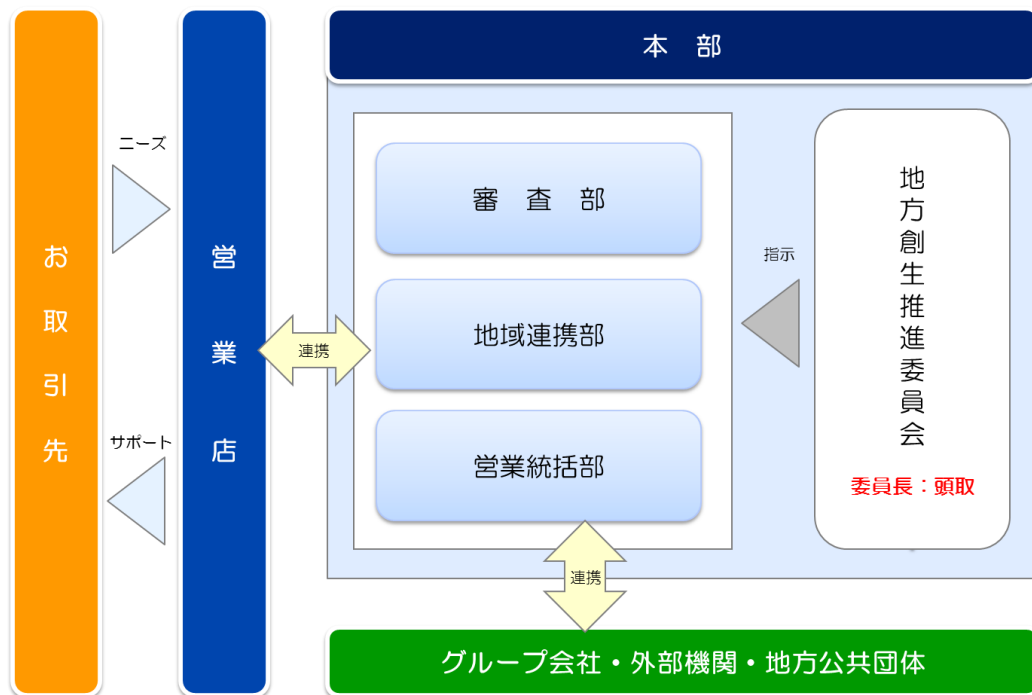 お取引先
ニーズ
サポート
営業店
連携
本　部
審　査　部
地域連携部
営業統括部
指示
地方創生推進委員会
委員長：頭取
連携
グループ会社・外部機関・地方公共団体